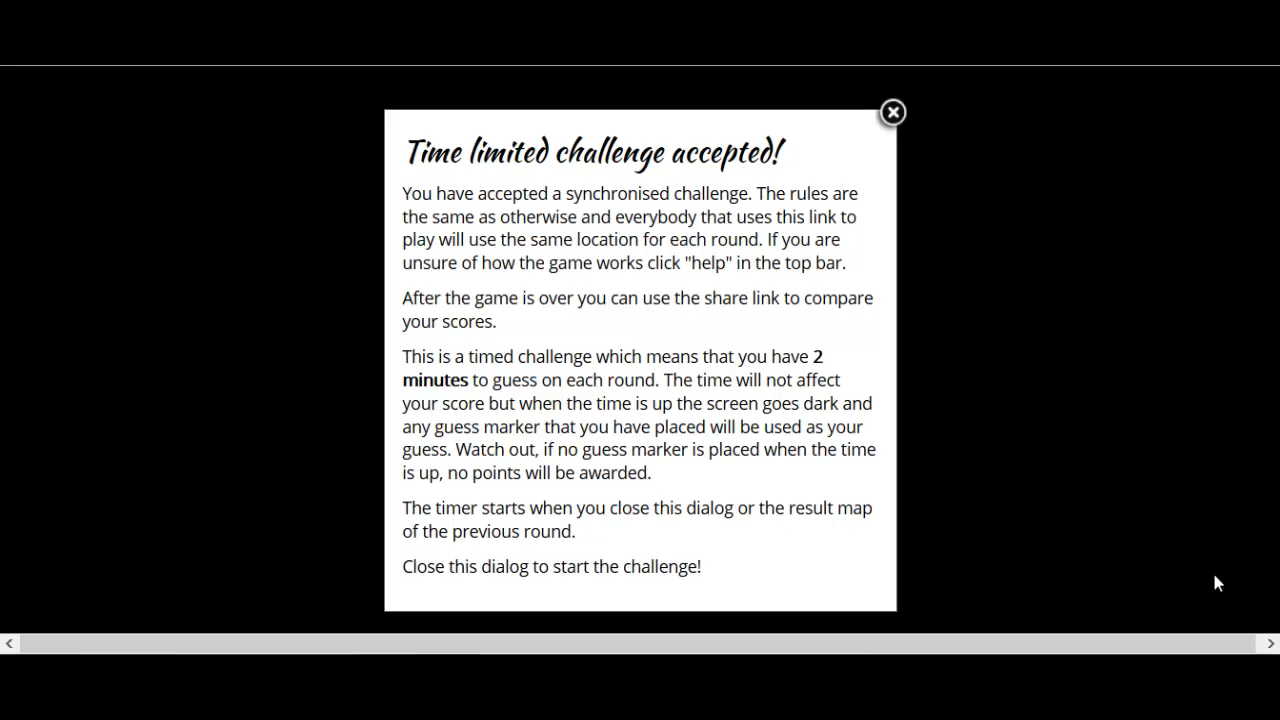 Time limited challenge accepted!
You have accepted a synchronised challenge. The rules are
the same as otherwise and everybody that uses this link to
play will use the same location for each round. If you are
unsure of how the game works click "help" in the top bar.
After the game is over you can use the share link to compare
your scores.
This is a timed challenge which means that you have 2
minutes to guess on each round. The time will not affect
your score but when the time is up the screen goes dark and
any guess marker that you have placed will be used as your
guess. Watch out, if no guess marker is placed when the time
is up, no points will be awarded.
The timer starts when you close this dialog or the result map
of the previous round.
Close this dialog to start the challenge!